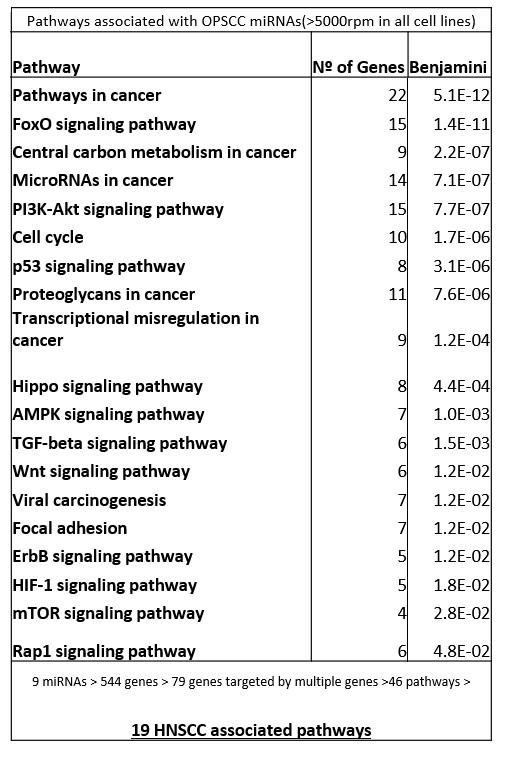 Pathways associated with OPSCC miRNAs(>5000rpm in all cell lines)
Pathway Nº of Genes Benjamini
Pathways in cancer 22 5.1E-12
FoxO signaling pathway 15 1.4E-11
Central carbon metabolism in cancer 9 2.2E-07
MicroRNAs in cancer 14 7.1E-07
PI3K-Akt signaling pathway 15 7.7E-07
Cell cycle 10 1.7E-06
p53 signaling pathway 8 3.1E-06
Proteoglycans in cancer 11 7.6E-06
Transcriptional misregulation in
cancer 9 1.2E-04
Hippo signaling pathway 8 4.4E-04
AMPK signaling pathway 7 1.0E-03
TGF-beta signaling pathway 6 1.5E-03
Wnt signaling pathway 6 1.2E-02
Viral carcinogenesis 7 1.2E-02
Focal adhesion 7 1.2E-02
ErbB signaling pathway 5 1.2E-02
HIF-1 signaling pathway 5 1.8E-02
mTOR signaling pathway 4 2.8E-02
Rap1 signaling pathway 6 4.8E-02
9 miRNAs > 544 genes > 79 genes targeted by multiple genes >46 pathways >
19 HNSCC associated pathways